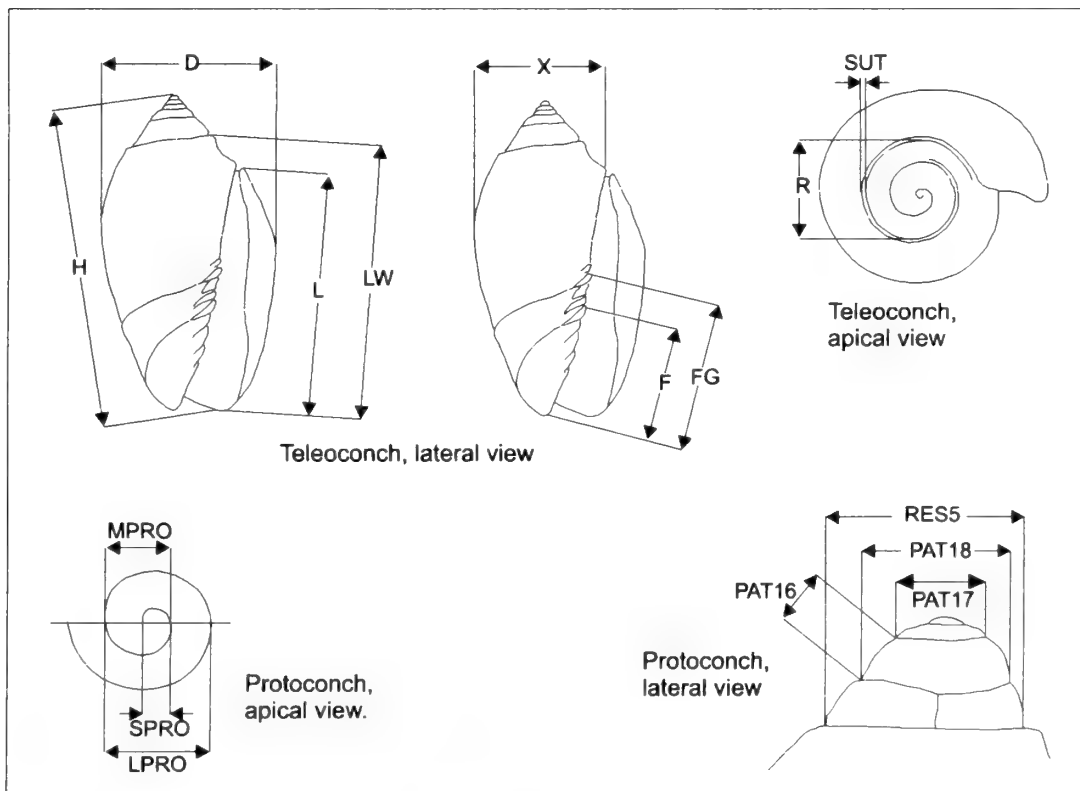 D
X
SUT
H
L
LW
R
F
FG
Teleoconch,
apical view
Teleoconch, lateral view
MPRO
SPRO
LPRO
Protoconch,
apical view.
RES5
PAT18
PAT16
PAT17
Protoconch,
lateral view